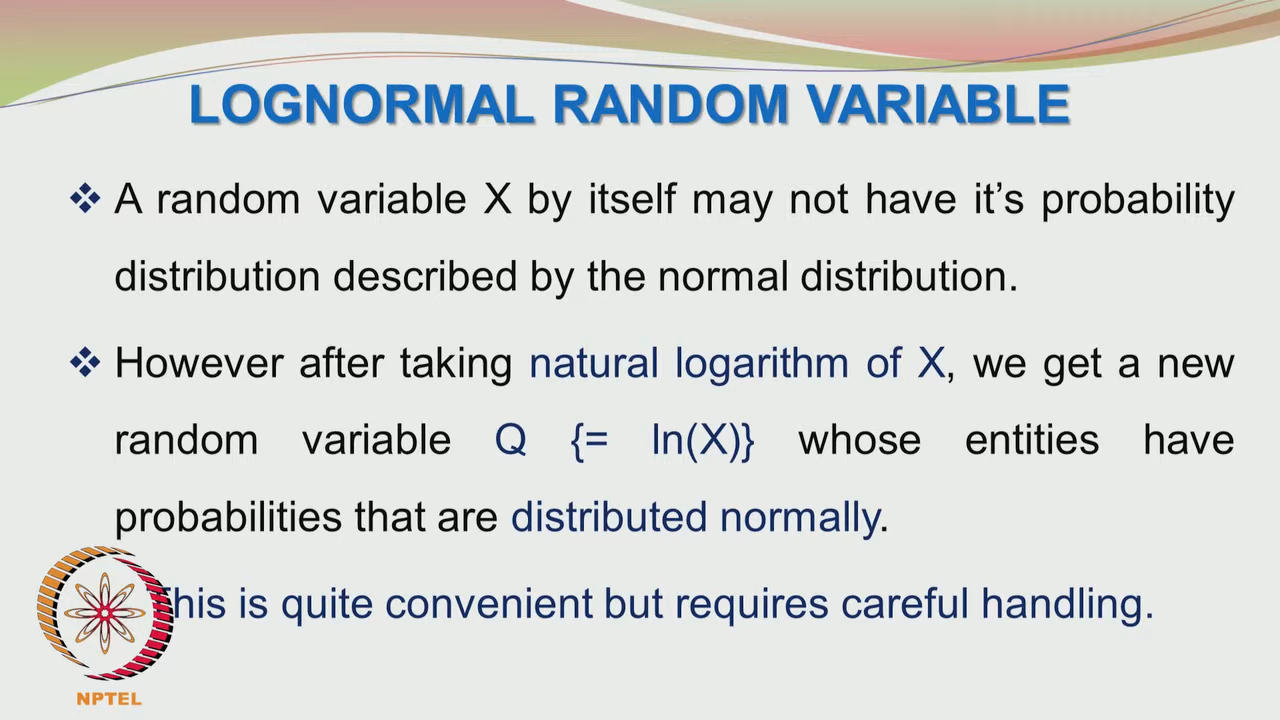 LOGNORMAL RANDOM VARIABLE
❖ A random variable X by itself may not have it’s probability
distribution described by the normal distribution.
❖ However after taking natural logarithm of X, we get a new
random variable Q {= ln(X)} whose entities have
probabilities that are distributed normally.
This is quite convenient but requires careful handling.
NPTEL